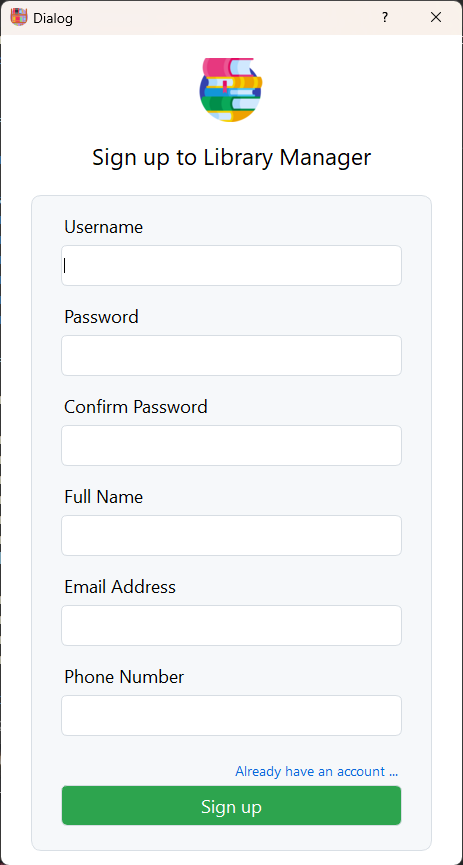 Dialog ?
Sign up to Library Manager
Username
Password
Confirm Password
Full Name
Email Address
Phone Number
Already have an account ...
Sign up